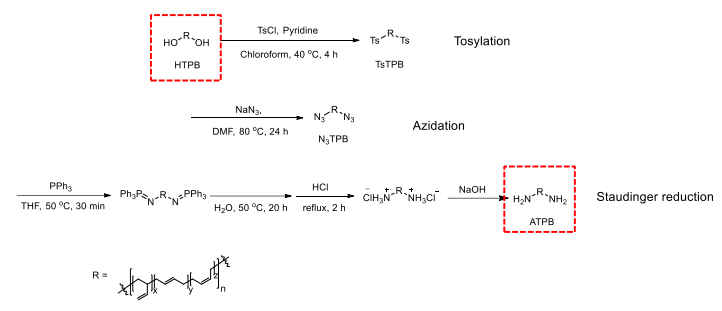 TsCl, Pyridine
HO R OH
Ts R Ts
Tosylation
Chloroform, 40 °C, 4 h
HTPB
TsTPB
NaN₃,
N₃ R N₃
DMF, 80 °C, 24 h
N₃TPB
Azidation
PPh₃
HCl
NaOH
Ph₃P N R N PPh₃
⁻ClH₃N⁺ R ⁺NH₃Cl⁻
H₂N R NH₂
Staudinger reduction
THF, 50 °C, 30 min
H₂O, 50 °C, 20 h
reflux, 2 h
ATPB
R =
x y z n